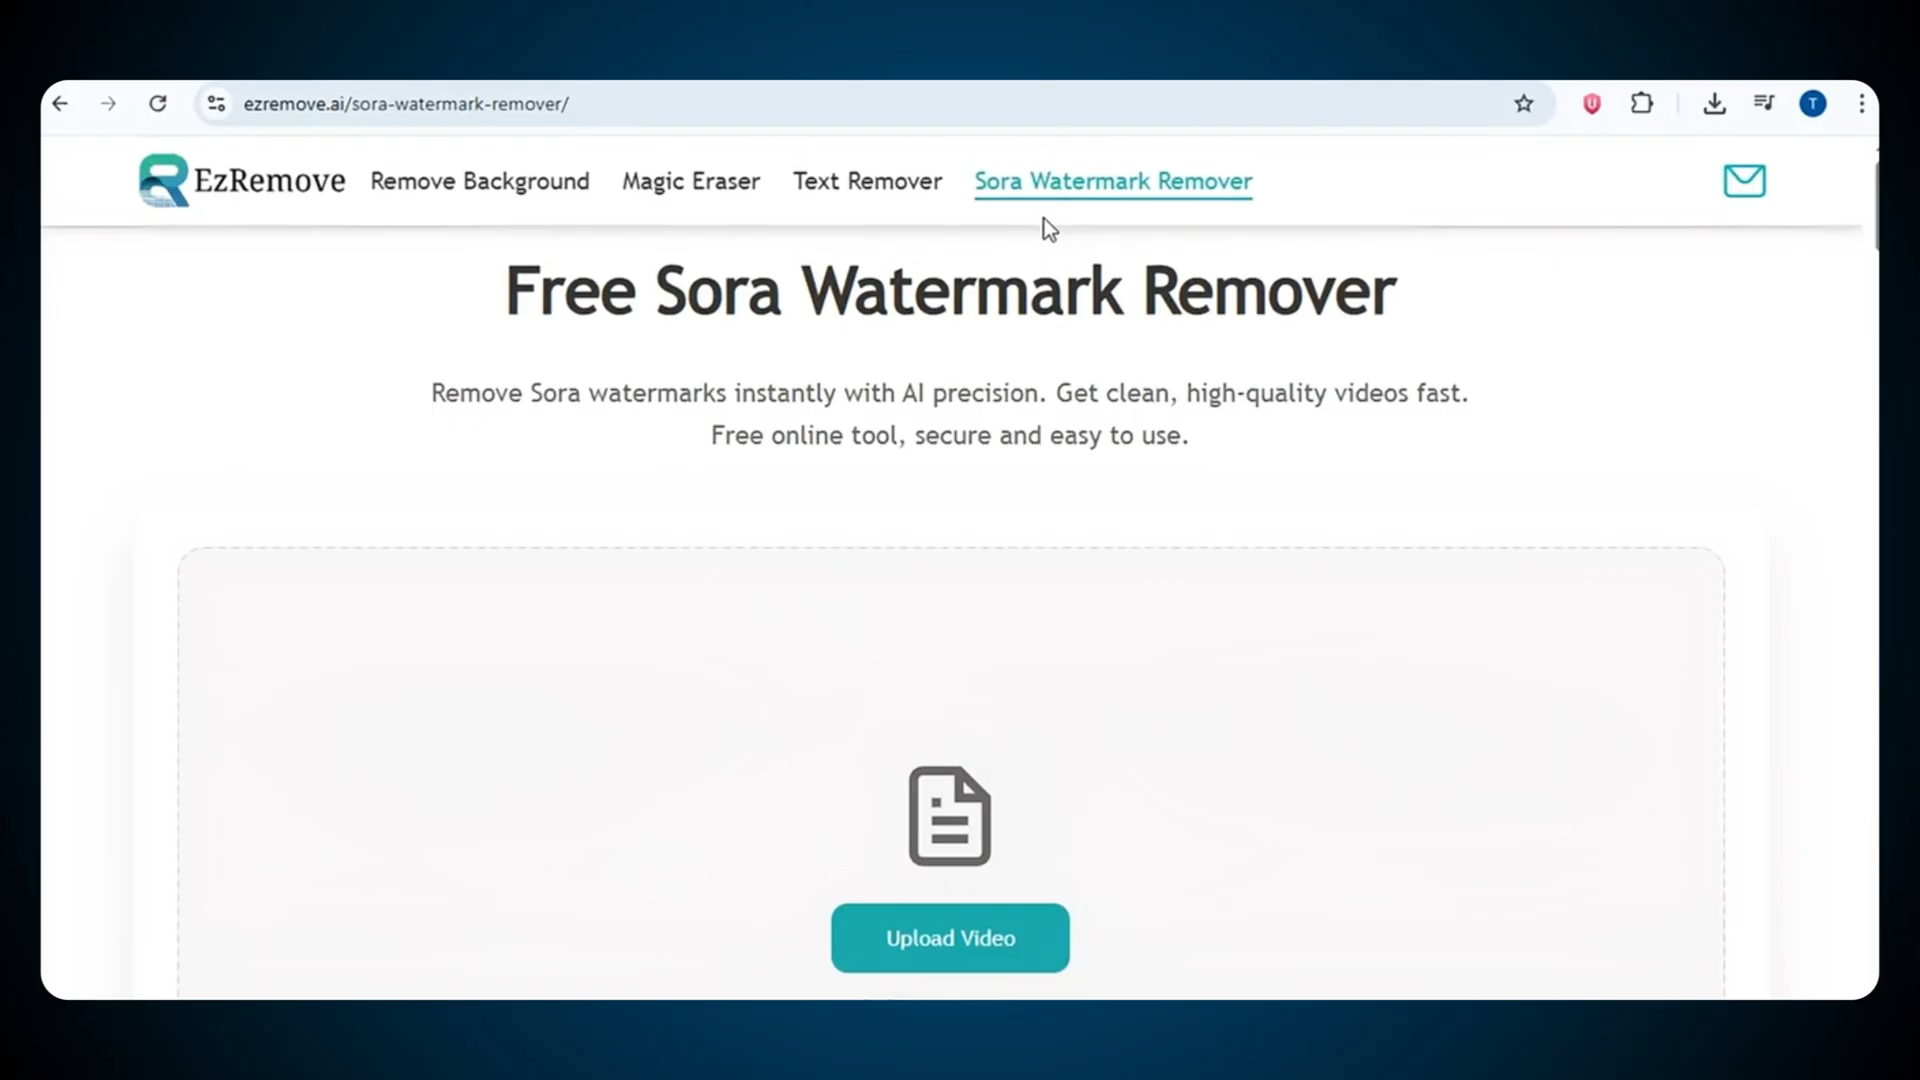 ezremove.ai/sora-watermark-remover/
T
EzRemove Remove Background Magic Eraser Text Remover Sora Watermark Remover
Free Sora Watermark Remover
Remove Sora watermarks instantly with AI precision. Get clean, high-quality videos fast.
Free online tool, secure and easy to use.
Upload Video